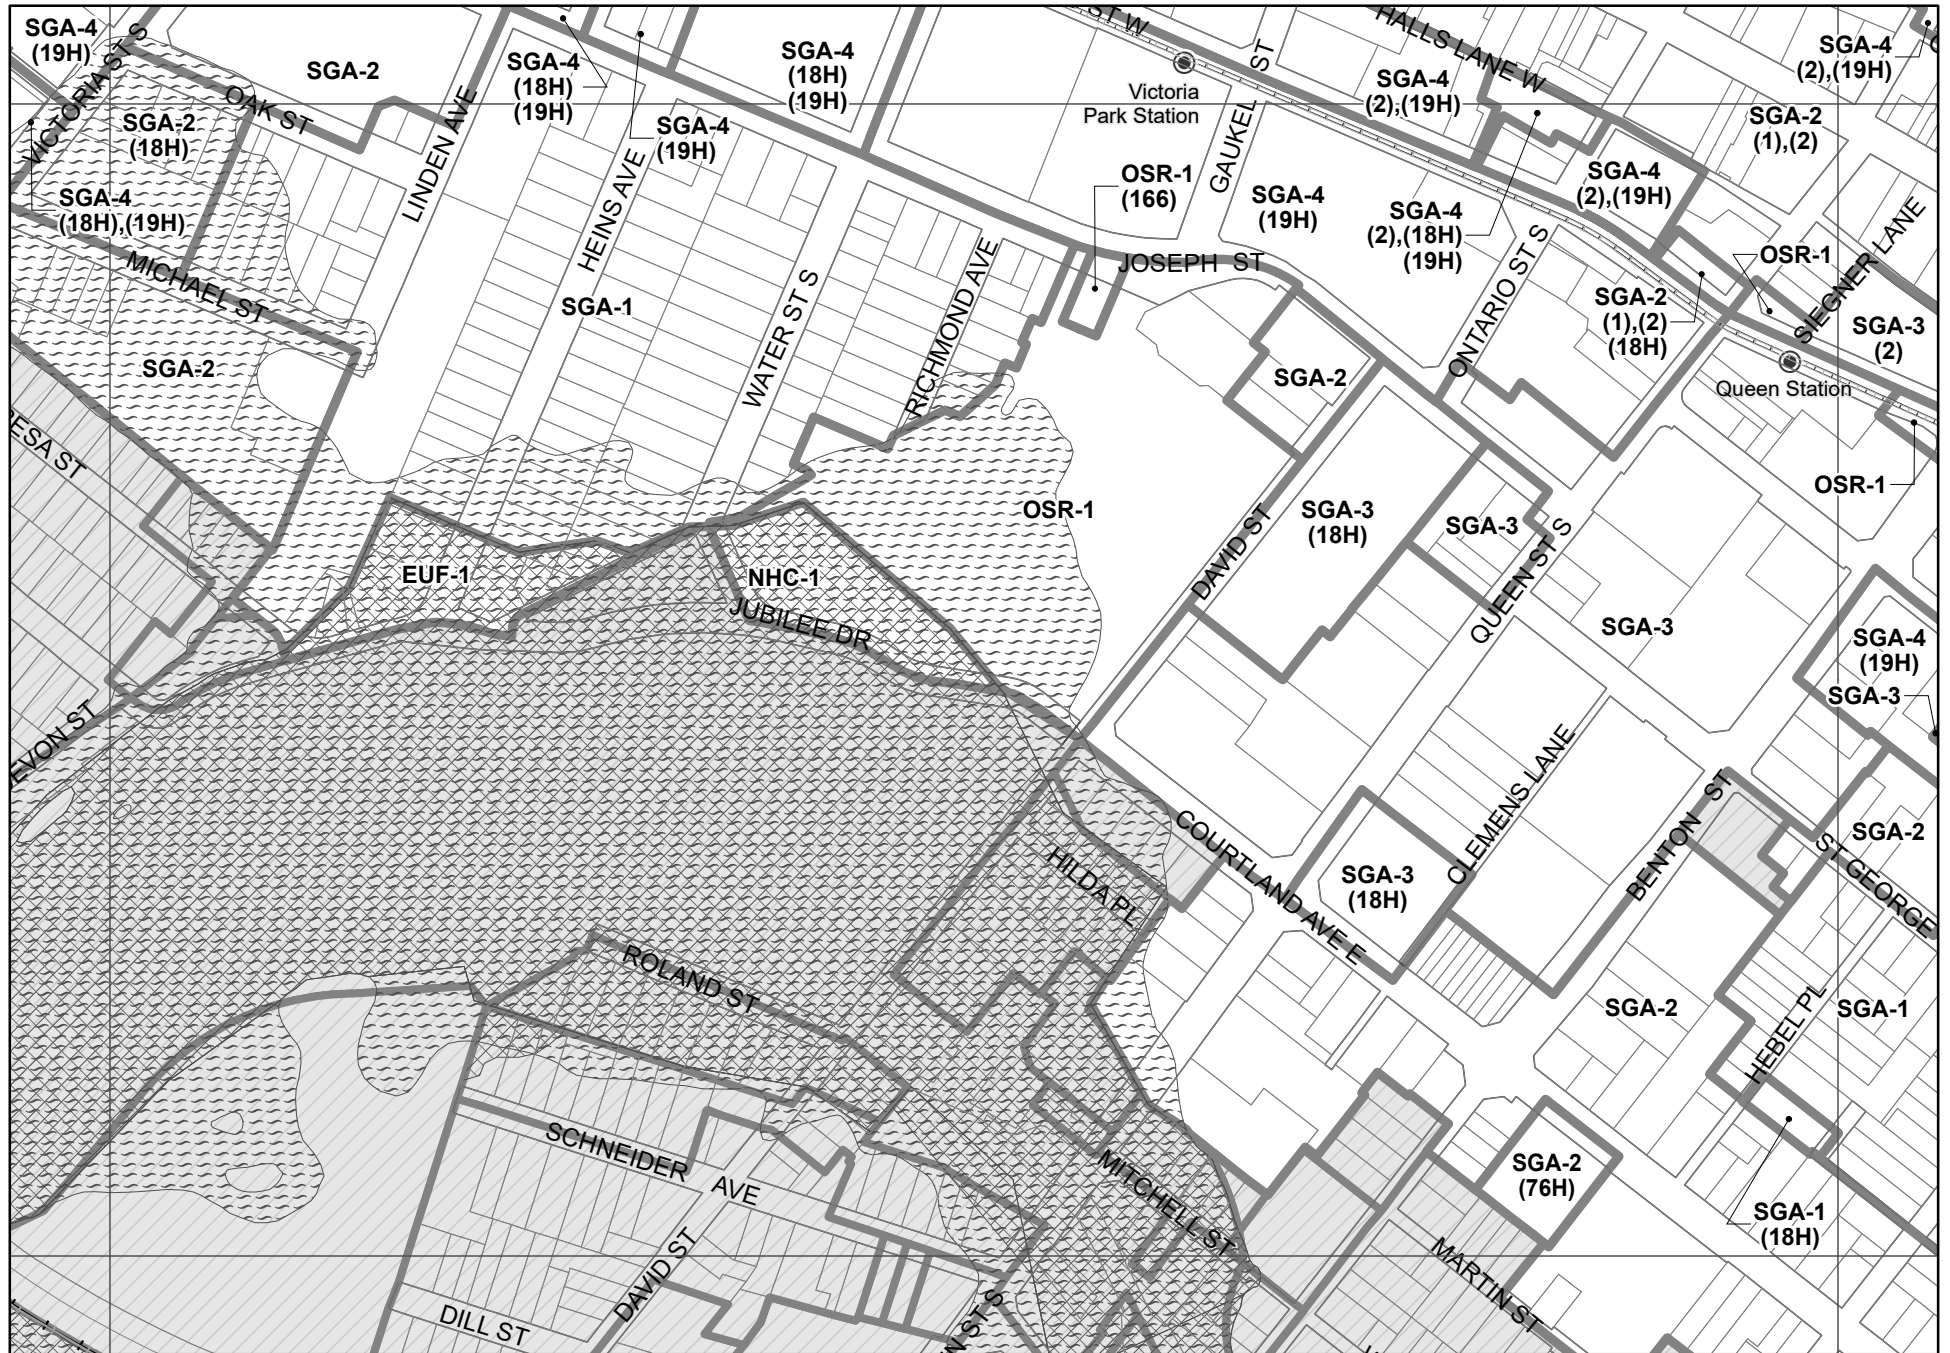 SGA-4
(19H)
VICTORIA ST S
SGA-2
OAK ST
SGA-2
(18H)
SGA-4
(18H),(19H)
LINDEN AVE
SGA-4
(18H)
(19H)
SGA-4
(19H)
SGA-4
(18H)
(19H)
ST W
Victoria
Park Station
GAUKEL ST
HALLS LANE W
SGA-4
(2),(19H)
SGA-4
(2),(19H)
SGA-2
(1),(2)
OSR-1
(166)
SGA-4
(19H)
SGA-4
(2),(18H)
(19H)
SGA-4
(2),(19H)
OSR-1
SIEGNER LANE
SGA-2
(1),(2)
(18H)
SGA-3
(2)
Queen Station
OSR-1
MICHAEL ST
HEINS AVE
SGA-1
WATER ST S
RICHMOND AVE
JOSEPH ST
ONTARIO ST S
SGA-2
SGA-2
ESA ST
OSR-1
DAVID ST
SGA-3
(18H)
SGA-3
QUEEN ST S
SGA-3
EUF-1
NHC-1
JUBILEE DR
SGA-4
(19H)
SGA-3
EVON ST
COURTLAND AVE E
CLEMENS LANE
BENTON ST
SGA-2
ST GEORGE
HILDA PL
SGA-3
(18H)
ROLAND ST
SGA-2
HEBEL PL
SGA-1
SCHNEIDER AVE
MITCHELL ST
SGA-2
(76H)
SGA-1
(18H)
DAVID ST
DILL ST
MARTIN ST
N ST S